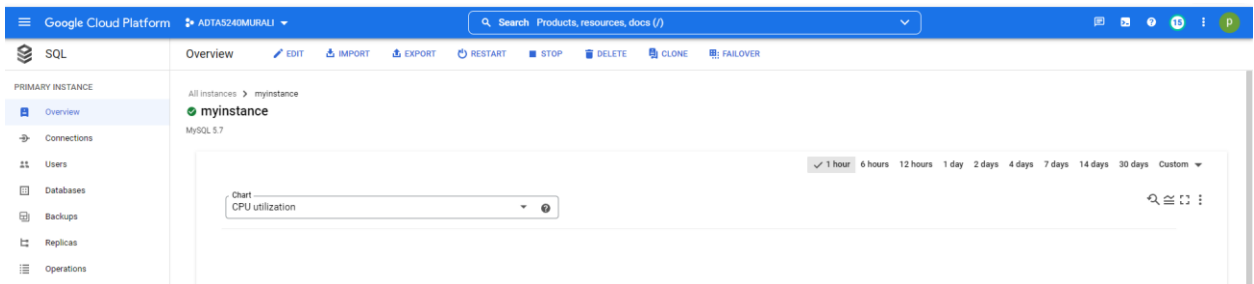 Google Cloud Platform ADTA5240MURALI Search Products, resources, docs (/) 15 P
SQL Overview EDIT IMPORT EXPORT RESTART STOP DELETE CLONE FAILOVER
PRIMARY INSTANCE
All instances > myinstance
Overview
myinstance
MySQL 5.7
Connections
Users
1 hour 6 hours 12 hours 1 day 2 days 4 days 7 days 14 days 30 days Custom
Databases
Chart
CPU utilization
Backups
Replicas
Operations